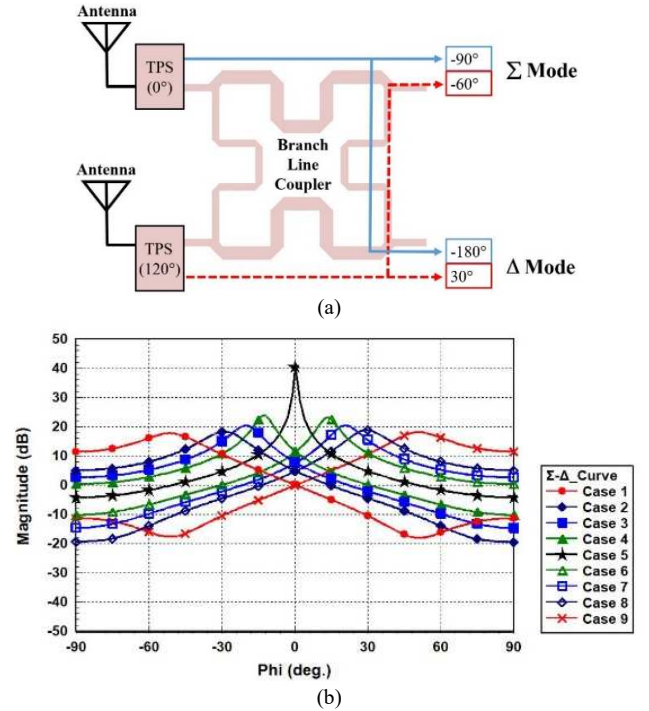 Antenna
TPS
(0°)
-90°
-60°
Σ Mode
Branch
Line
Coupler
Antenna
TPS
(120°)
-180°
30°
Δ Mode
(a)
50
40
30
20
10
0
-10
-20
-30
-40
-50
Magnitude (dB)
-90
-60
-30
0
30
60
90
Phi (deg.)
Σ-Δ_Curve
Case 1
Case 2
Case 3
Case 4
Case 5
Case 6
Case 7
Case 8
Case 9
(b)